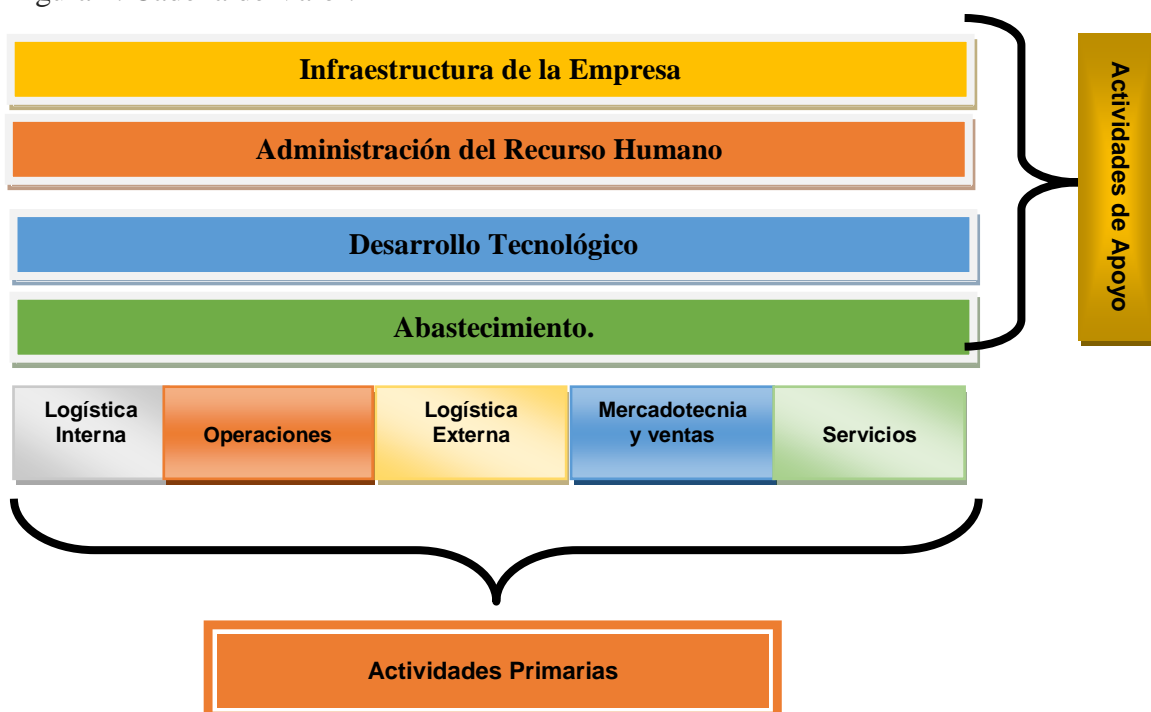 Infraestructura de la Empresa
Administración del Recurso Humano
Desarrollo Tecnológico
Abastecimiento.
Actividades de Apoyo
Logística
Interna
Operaciones
Logística
Externa
Mercadotecnia
y ventas
Servicios
Actividades Primarias